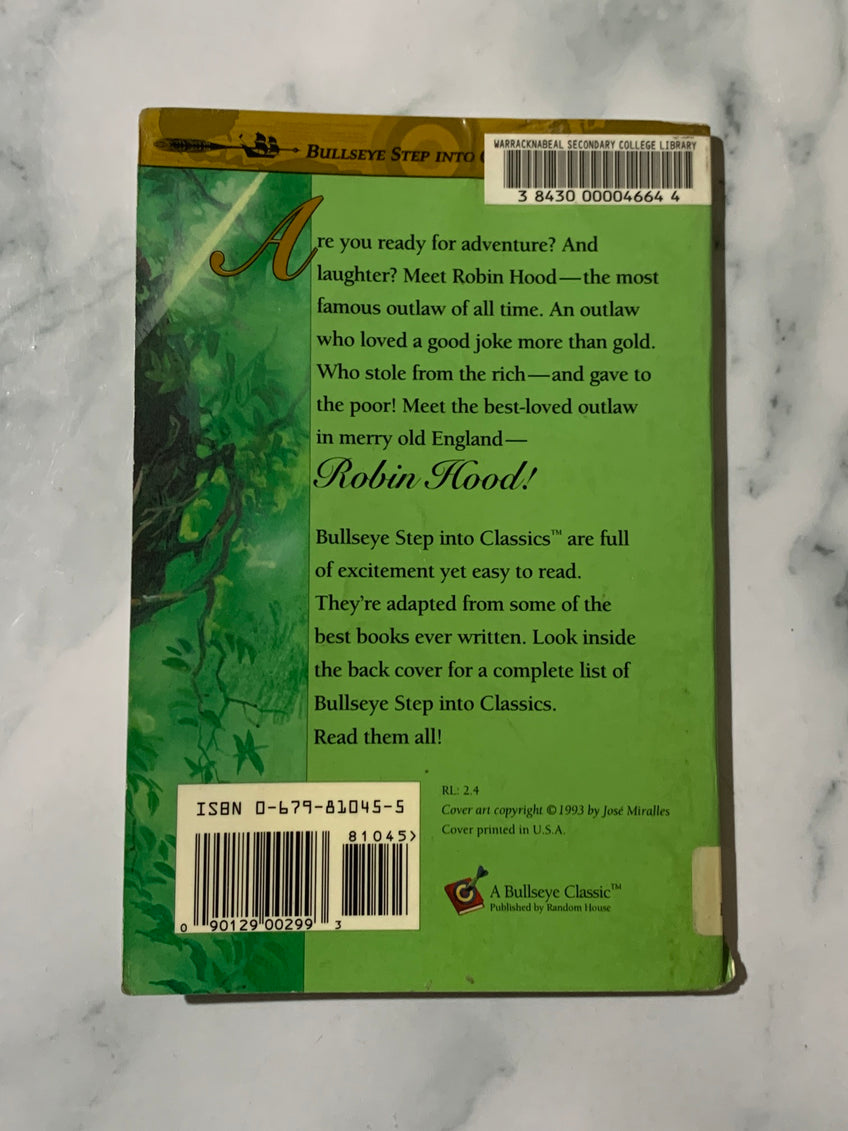 BULLSEYE STEP INTO
WARRACKNABEAL SECONDARY COLLEGE LIBRARY
3 8430 00004664 4
Are you ready for adventure? And
laughter? Meet Robin Hood—the most
famous outlaw of all time. An outlaw
who loved a good joke more than gold.
Who stole from the rich—and gave to
the poor! Meet the best-loved outlaw
in merry old England—
Robin Hood!
Bullseye Step into Classics™ are full
of excitement yet easy to read.
They're adapted from some of the
best books ever written. Look inside
the back cover for a complete list of
Bullseye Step into Classics.
Read them all!
RL: 2.4
Cover art copyright © 1993 by José Miralles
Cover printed in U.S.A.
ISBN 0-679-81045-5
81045>
0 90129 00299 3
A Bullseye Classic™
Published by Random House